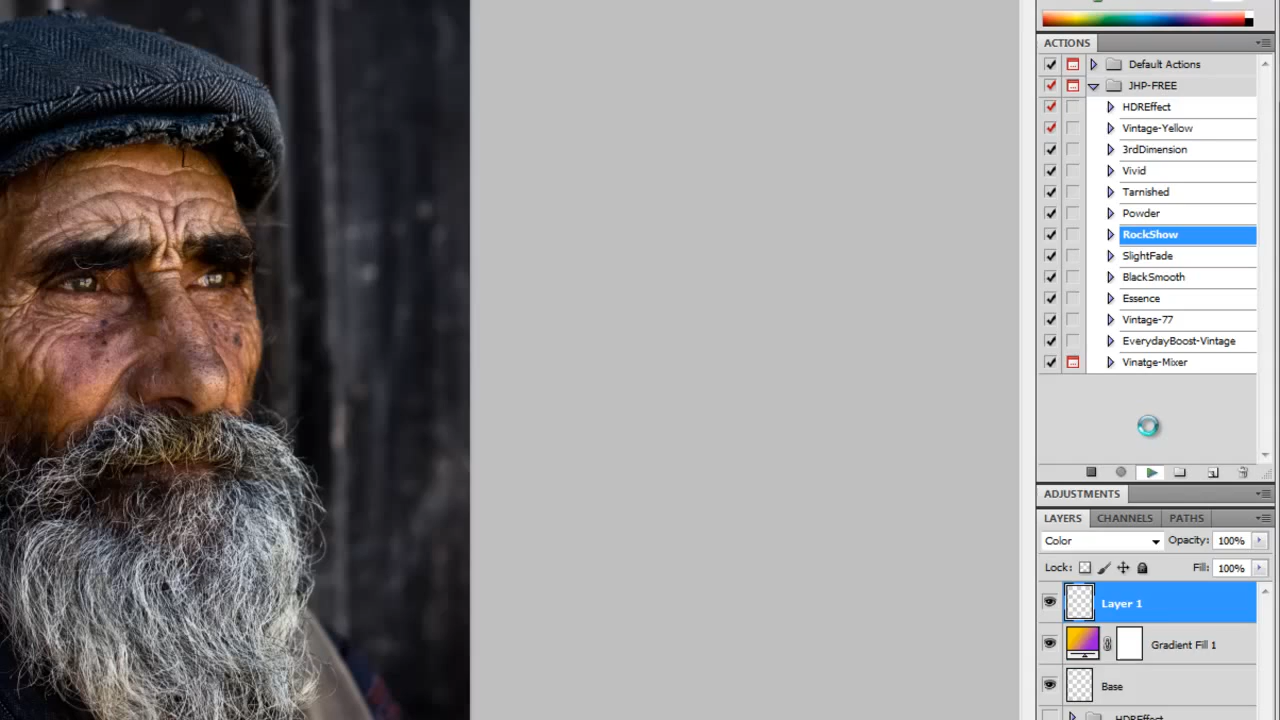 ACTIONS
Default Actions
JHP-FREE
HDREffect
Vintage-Yellow
3rdDimension
Vivid
Tarnished
Powder
RockShow
SlightFade
BlackSmooth
Essence
Vintage-77
EverydayBoost-Vintage
Vinatge-Mixer
ADJUSTMENTS
LAYERS CHANNELS PATHS
Color Opacity: 100%
Lock: Fill: 100%
Layer 1
Gradient Fill 1
Base
HDREffect